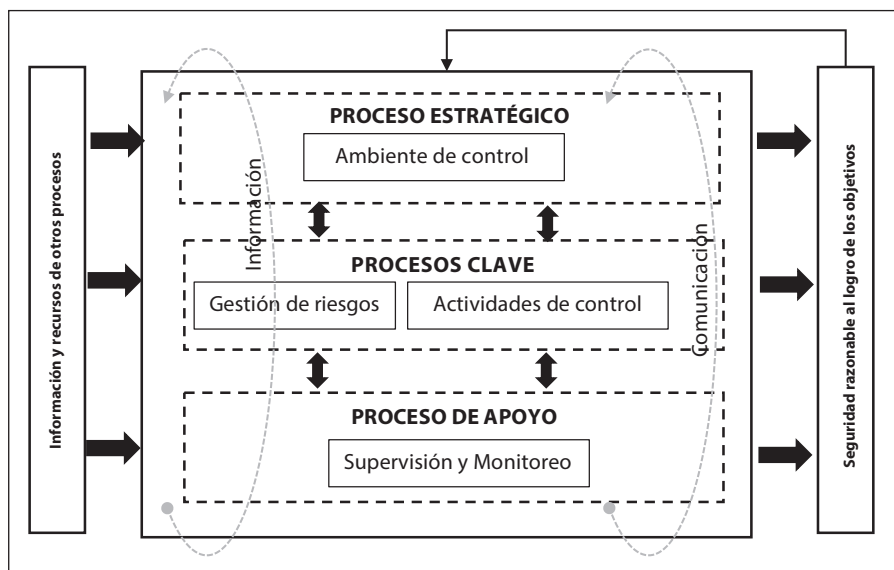 Información y recursos de otros procesos
PROCESO ESTRATÉGICO
Ambiente de control
Información
PROCESOS CLAVE
Gestión de riesgos
Actividades de control
Comunicación
PROCESO DE APOYO
Supervisión y Monitoreo
Seguridad razonable al logro de los objetivos